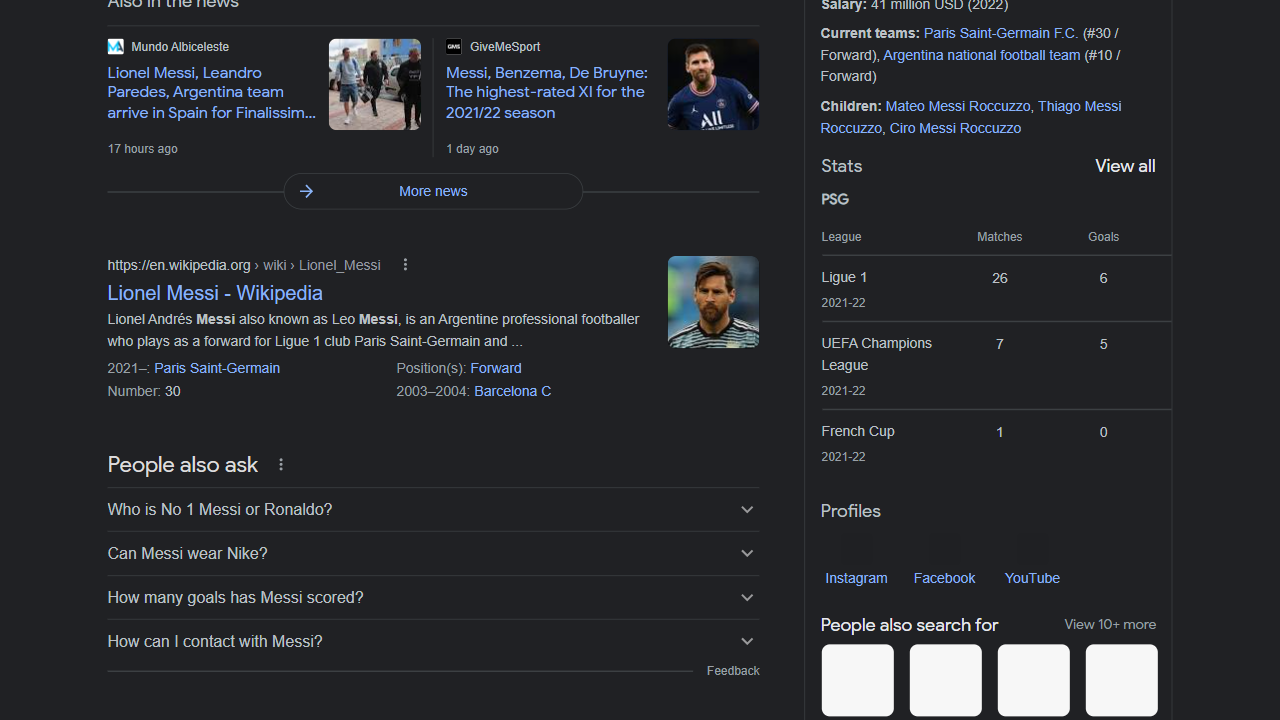 Also in the news
Mundo Albiceleste
Lionel Messi, Leandro
Paredes, Argentina team
arrive in Spain for Finalissim...
17 hours ago
GMS
GiveMeSport
Messi, Benzema, De Bruyne:
The highest-rated XI for the
2021/22 season
1 day ago
More news
https://en.wikipedia.org › wiki › Lionel_Messi
Lionel Messi - Wikipedia
Lionel Andrés Messi also known as Leo Messi, is an Argentine professional footballer
who plays as a forward for Ligue 1 club Paris Saint-Germain and ...
2021–: Paris Saint-Germain
Position(s): Forward
Number: 30
2003–2004: Barcelona C
People also ask
Who is No 1 Messi or Ronaldo?
Can Messi wear Nike?
How many goals has Messi scored?
How can I contact with Messi?
Feedback
Salary: 41 million USD (2022)
Current teams: Paris Saint-Germain F.C. (#30 /
Forward), Argentina national football team (#10 /
Forward)
Children: Mateo Messi Roccuzzo, Thiago Messi
Roccuzzo, Ciro Messi Roccuzzo
Stats
View all
PSG
League Matches Goals
Ligue 1 26 6
2021-22
UEFA Champions 7 5
League
2021-22
French Cup 1 0
2021-22
Profiles
Instagram Facebook YouTube
People also search for
View 10+ more